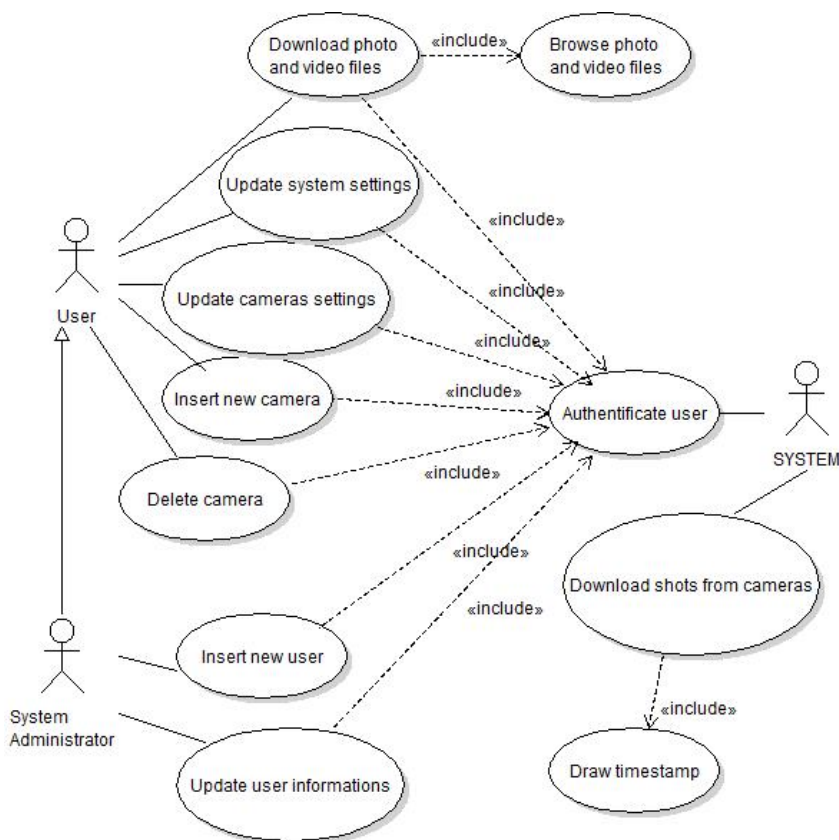 Download photo
and video files
«include»
Browse photo
and video files
Update system settings
«include»
User
Update cameras settings
«include»
«include»
Insert new camera
«include»
Authentificate user
SYSTEM
Delete camera
«include»
«include»
Download shots from cameras
«include»
Insert new user
System
Administrator
«include»
Update user informations
Draw timestamp